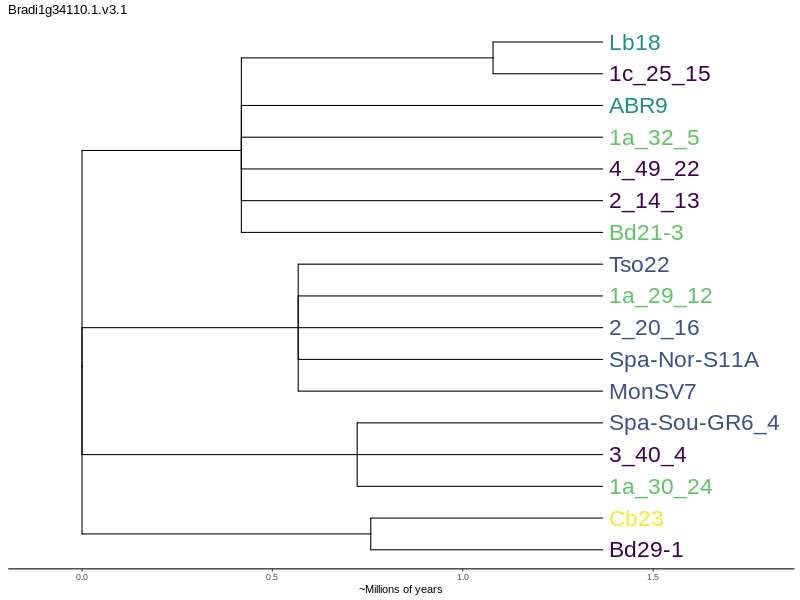 Bradi1g34110.1.v3.1
Lb18
1c_25_15
ABR9
1a_32_5
4_49_22
2_14_13
Bd21-3
Tso22
1a_29_12
2_20_16
Spa-Nor-S11A
MonSV7
Spa-Sou-GR6_4
3_40_4
1a_30_24
Cb23
Bd29-1
0.0 0.5 1.0 1.5
~Millions of years